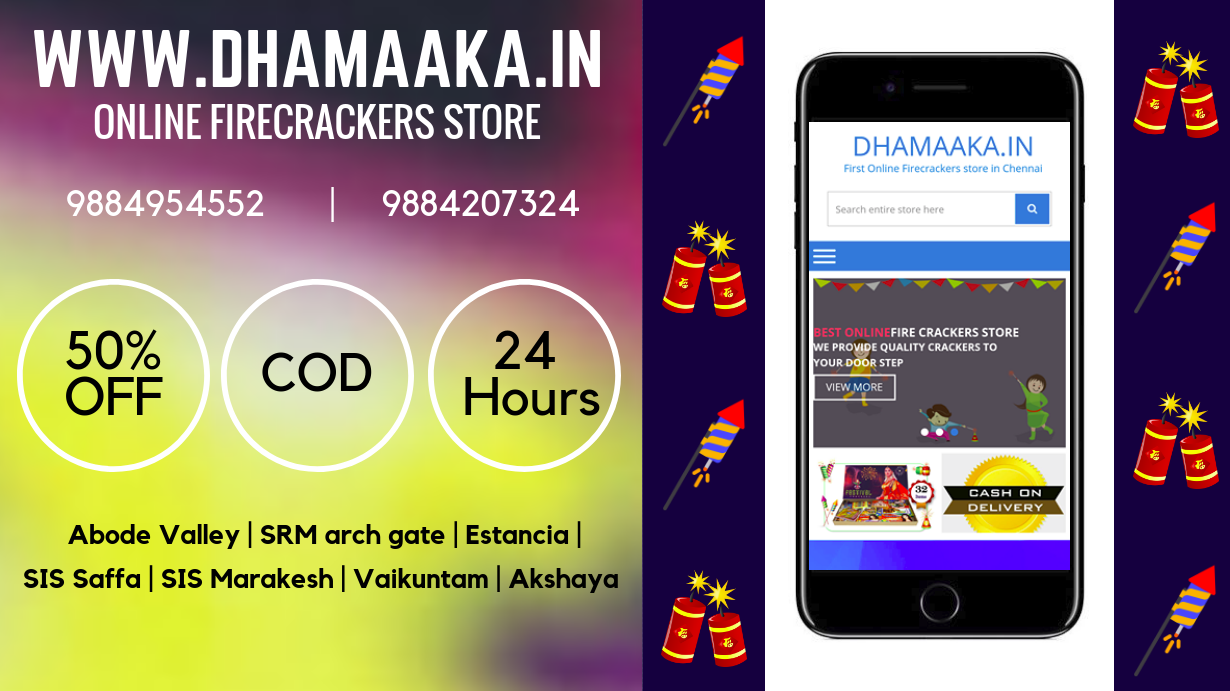 WWW.DHAMAAKA.IN
ONLINE FIRECRACKERS STORE
9884954552 | 9884207324
50%
OFF
COD
24
Hours
Abode Valley | SRM arch gate | Estancia |
SIS Saffa | SIS Marakesh | Vaikuntam | Akshaya
DHAMAAKA.IN
First Online Firecrackers store in Chennai
Search entire store here
BEST ONLINEFIRE CRACKERS STORE
WE PROVIDE QUALITY CRACKERS TO
YOUR DOOR STEP
VIEW MORE
FESTIVAL
32
CASH ON
DELIVERY